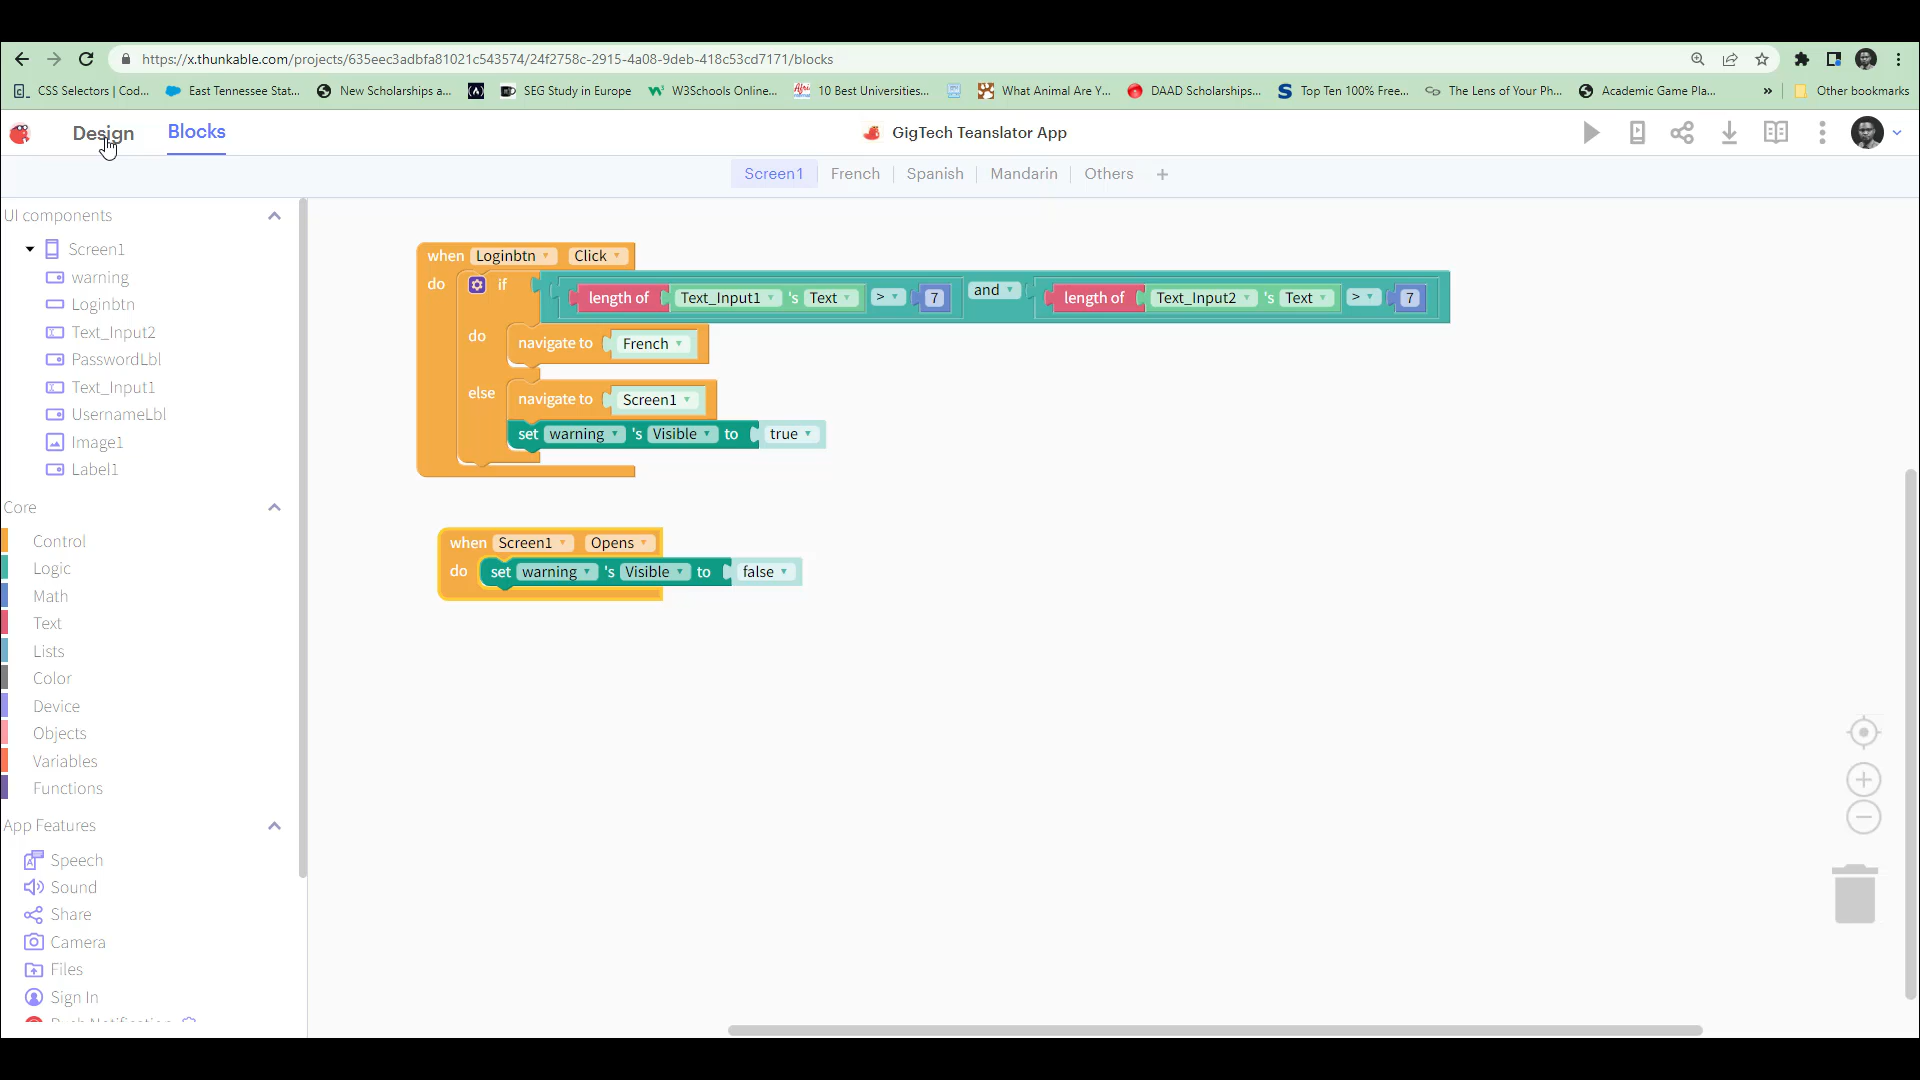 https://x.thunkable.com/projects/635eec3adbfa81021c543574/24f2758c-2915-4a08-9deb-418c53cd7171/blocks
CSS Selectors | Cod... East Tennessee Stat... New Scholarships a... SEG Study in Europe W3Schools Online... 10 Best Universities... What Animal Are Y... DAAD Scholarships... Top Ten 100% Free... The Lens of Your Ph... Academic Game Pla... » Other bookmarks
Design Blocks GigTech Teanslator App
Screen1 French Spanish Mandarin Others +
UI components
Screen1
warning
Loginbtn
Text_Input2
PasswordLbl
Text_Input1
UsernameLbl
Image1
Label1
Core
Control
Logic
Math
Text
Lists
Color
Device
Objects
Variables
Functions
App Features
Speech
Sound
Share
Camera
Files
Sign In
when Loginbtn Click
do if length of Text_Input1 's Text > 7 and length of Text_Input2 's Text > 7
do navigate to French
else navigate to Screen1
set warning 's Visible to true
when Screen1 Opens
do set warning 's Visible to false